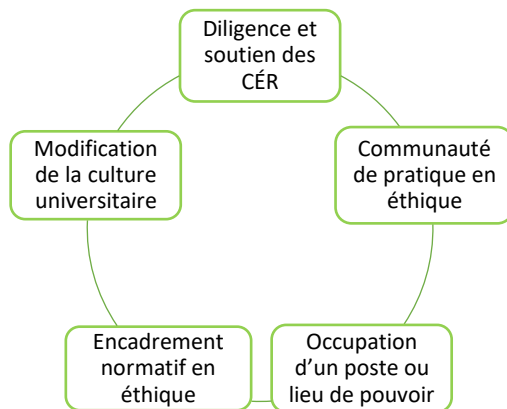 Diligence et
soutien des
CÉR
Modification
de la culture
universitaire
Communauté
de pratique en
éthique
Encadrement
normatif en
éthique
Occupation
d'un poste ou
lieu de pouvoir